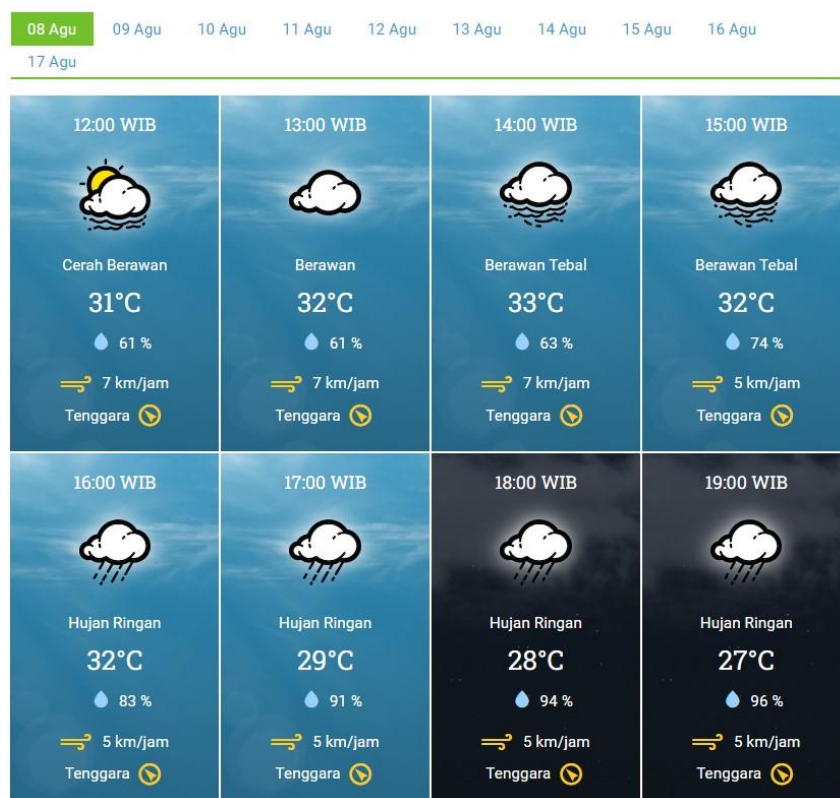 08 Agu 09 Agu 10 Agu 11 Agu 12 Agu 13 Agu 14 Agu 15 Agu 16 Agu
17 Agu
12:00 WIB
Cerah Berawan
31°C
61 %
7 km/jam
Tenggara
13:00 WIB
Berawan
32°C
61 %
7 km/jam
Tenggara
14:00 WIB
Berawan Tebal
33°C
63 %
7 km/jam
Tenggara
15:00 WIB
Berawan Tebal
32°C
74 %
5 km/jam
Tenggara
16:00 WIB
Hujan Ringan
32°C
83 %
5 km/jam
Tenggara
17:00 WIB
Hujan Ringan
29°C
91 %
5 km/jam
Tenggara
18:00 WIB
Hujan Ringan
28°C
94 %
5 km/jam
Tenggara
19:00 WIB
Hujan Ringan
27°C
96 %
5 km/jam
Tenggara